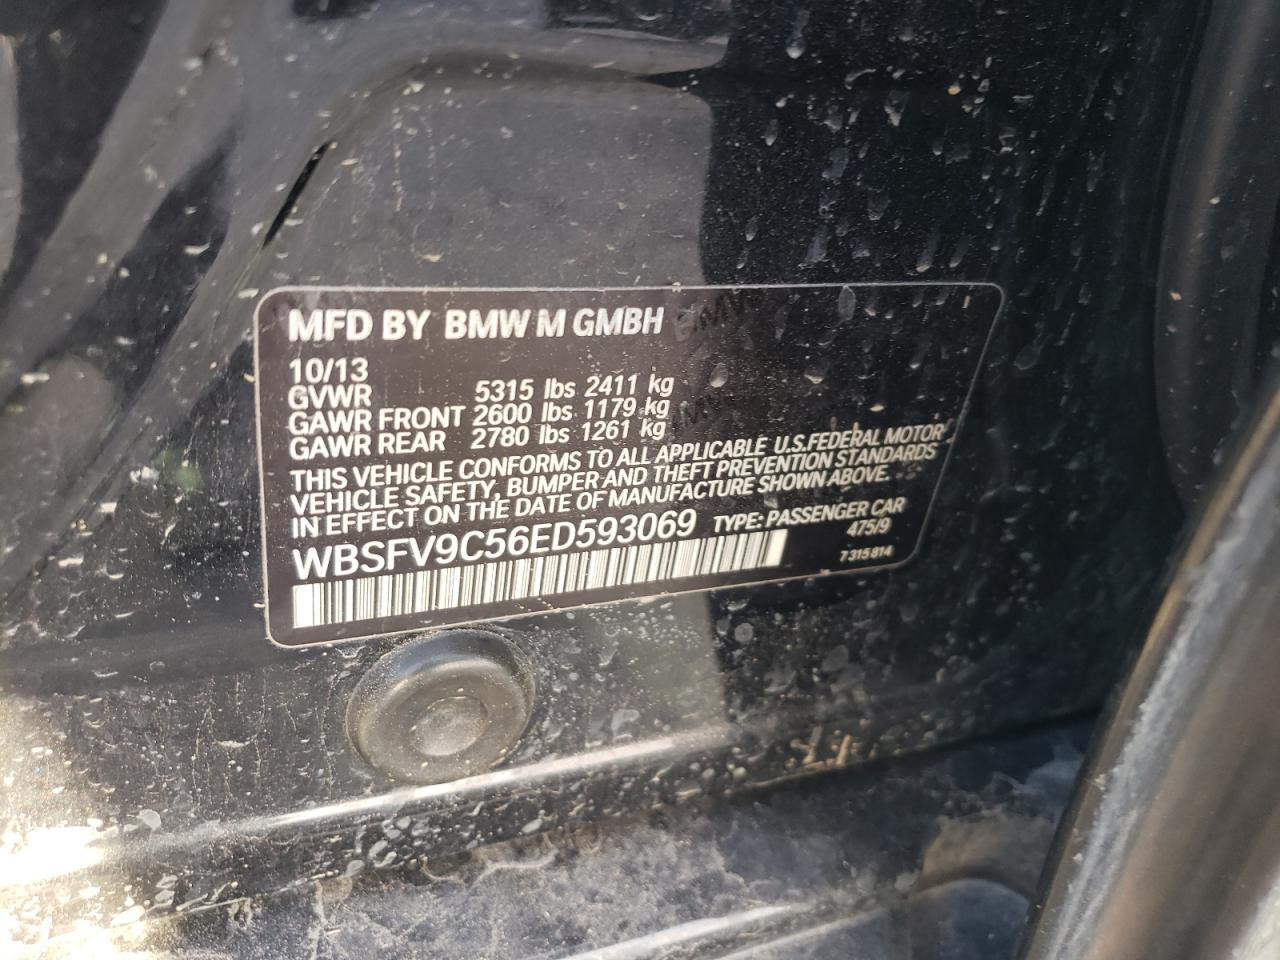 MFD BY BMW M GMBH
10/13
GVWR 5315 lbs 2411 kg
GAWR FRONT 2600 lbs 1179 kg
GAWR REAR 2780 lbs 1261 kg
THIS VEHICLE CONFORMS TO ALL APPLICABLE U.S.FEDERAL MOTOR
VEHICLE SAFETY, BUMPER AND THEFT PREVENTION STANDARDS
IN EFFECT ON THE DATE OF MANUFACTURE SHOWN ABOVE.
WBSFV9C56ED593069 TYPE: PASSENGER CAR
475/9
7 315 814